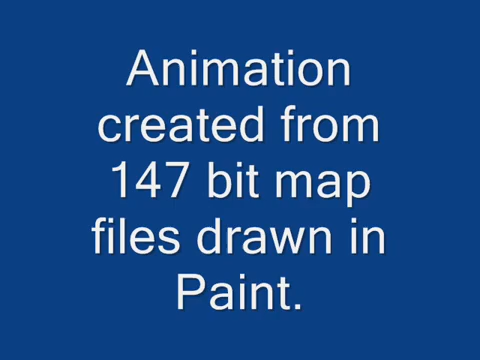 Animation
created from
147 bit map
files drawn in
Paint.